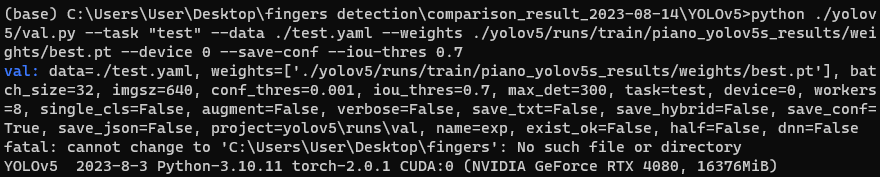 (base) C:\Users\User\Desktop\fingers detection\comparison_result_2023-08-14\YOLOv5>python ./yolov
5/val.py --task "test" --data ./test.yaml --weights ./yolov5/runs/train/piano_yolov5s_results/wei
ghts/best.pt --device 0 --save-conf --iou-thres 0.7
val: data=./test.yaml, weights=['./yolov5/runs/train/piano_yolov5s_results/weights/best.pt'], bat
ch_size=32, imgsz=640, conf_thres=0.001, iou_thres=0.7, max_det=300, task=test, device=0, workers
=8, single_cls=False, augment=False, verbose=False, save_txt=False, save_hybrid=False, save_conf=
True, save_json=False, project=yolov5\runs\val, name=exp, exist_ok=False, half=False, dnn=False
fatal: cannot change to 'C:\Users\User\Desktop\fingers': No such file or directory
YOLOv5  2023-8-3 Python-3.10.11 torch-2.0.1 CUDA:0 (NVIDIA GeForce RTX 4080, 16376MiB)